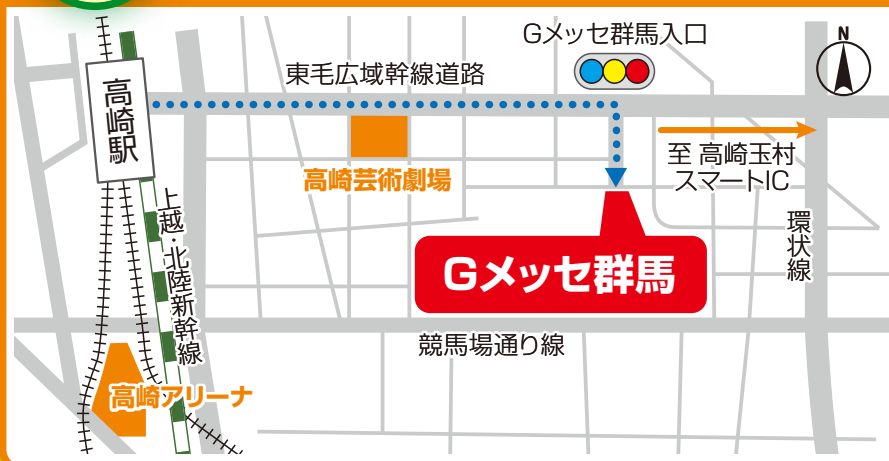 Gメッセ群馬入口
N
東毛広域幹線道路
高崎駅
高崎芸術劇場
至 高崎玉村
スマートIC
上越・北陸新幹線
環状線
Gメッセ群馬
競馬場通り線
高崎アリーナ